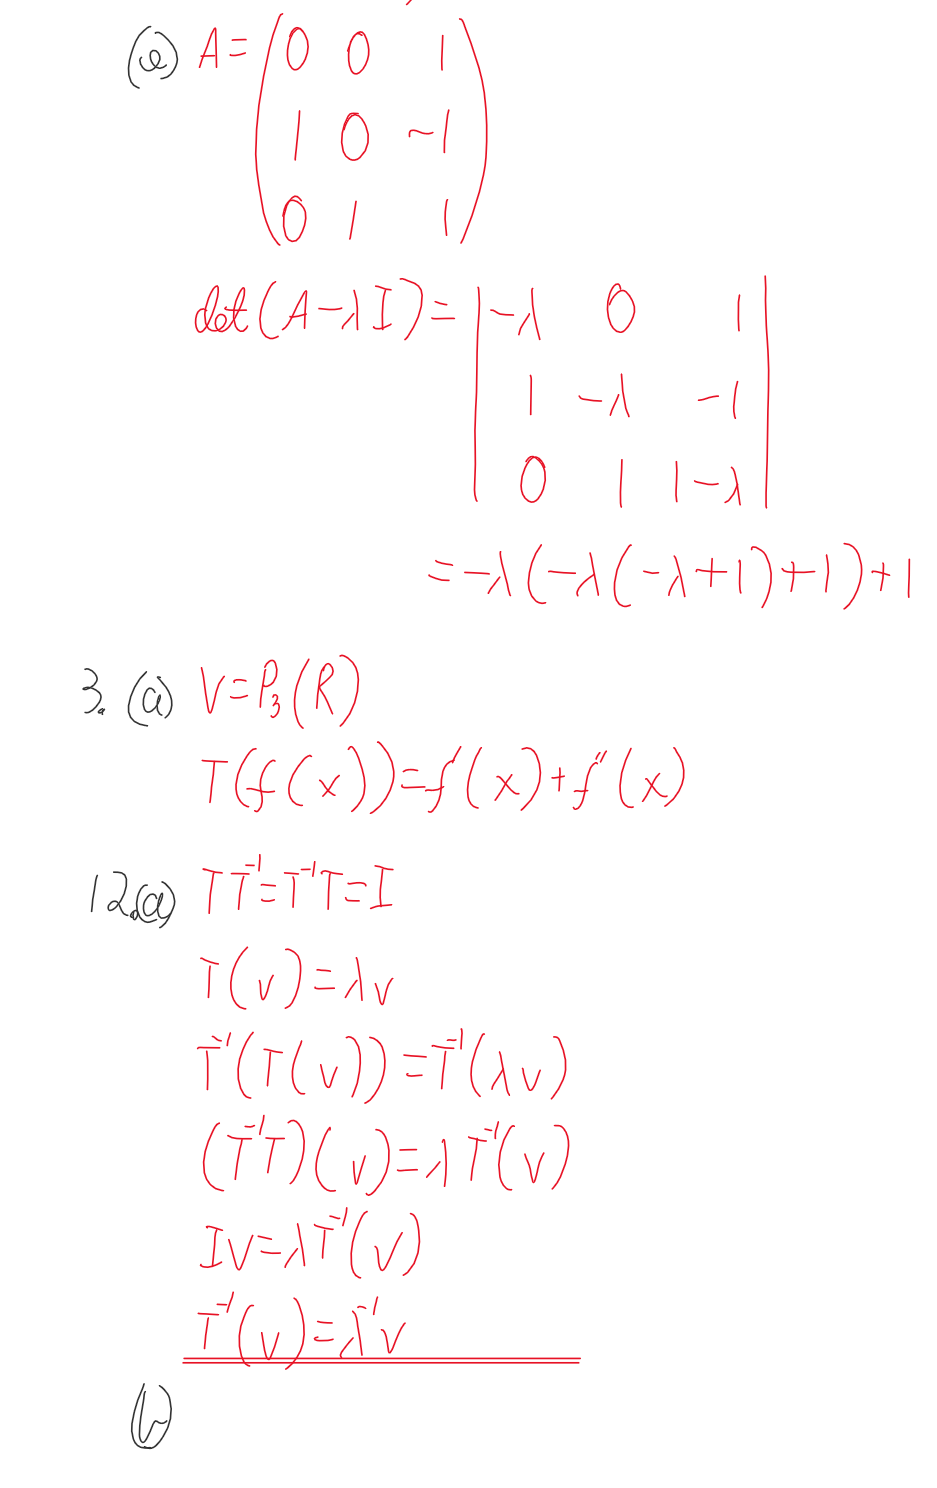 (e) A = (0 0 1
1 0 -1
0 1 1)
det(A-λI) = |-λ 0 1
1 -λ -1
0 1 1-λ|
= -λ(-λ(-λ+1)+1)+1
3. (a) V = P₃(R)
T(f(x)) = f'(x) + f''(x)
12.(a) TT⁻¹ = T⁻¹T = I
T(v) = λv
T⁻¹(T(v)) = T⁻¹(λv)
(T⁻¹T)(v) = λT⁻¹(v)
Iv = λT⁻¹(v)
T⁻¹(v) = λ⁻¹v
(b)